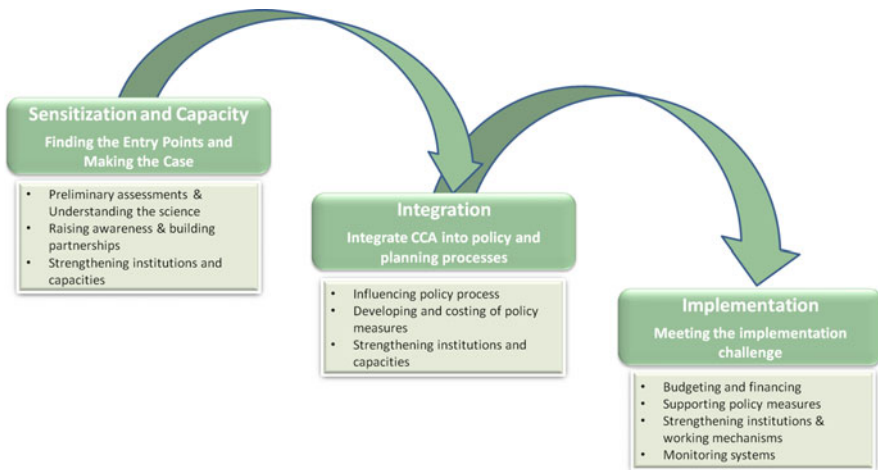 Sensitization and Capacity
Finding the Entry Points and
Making the Case
• Preliminary assessments &
Understanding the science
• Raising awareness & building
partnerships
• Strengthening institutions and
capacities
Integration
Integrate CCA into policy and
planning processes
• Influencing policy process
• Developing and costing of policy
measures
• Strengthening institutions and
capacities
Implementation
Meeting the implementation
challenge
• Budgeting and financing
• Supporting policy measures
• Strengthening institutions &
working mechanisms
• Monitoring systems